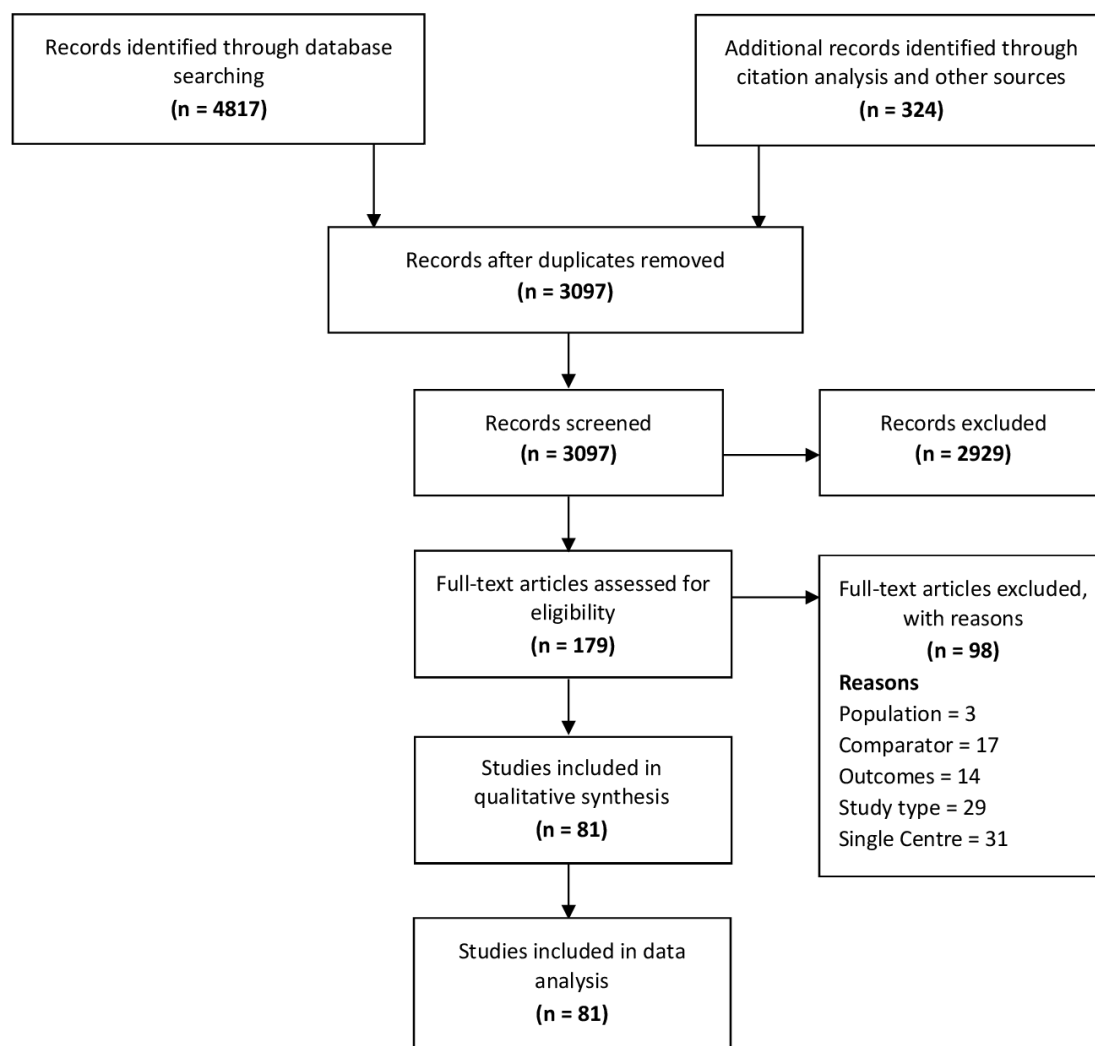 Records identified through database
searching
(n = 4817)
Additional records identified through
citation analysis and other sources
(n = 324)
Records after duplicates removed
(n = 3097)
Records screened
(n = 3097)
Records excluded
(n = 2929)
Full-text articles assessed for
eligibility
(n = 179)
Full-text articles excluded,
with reasons
(n = 98)
Reasons
Population = 3
Comparator = 17
Outcomes = 14
Study type = 29
Single Centre = 31
Studies included in
qualitative synthesis
(n = 81)
Studies included in data
analysis
(n = 81)